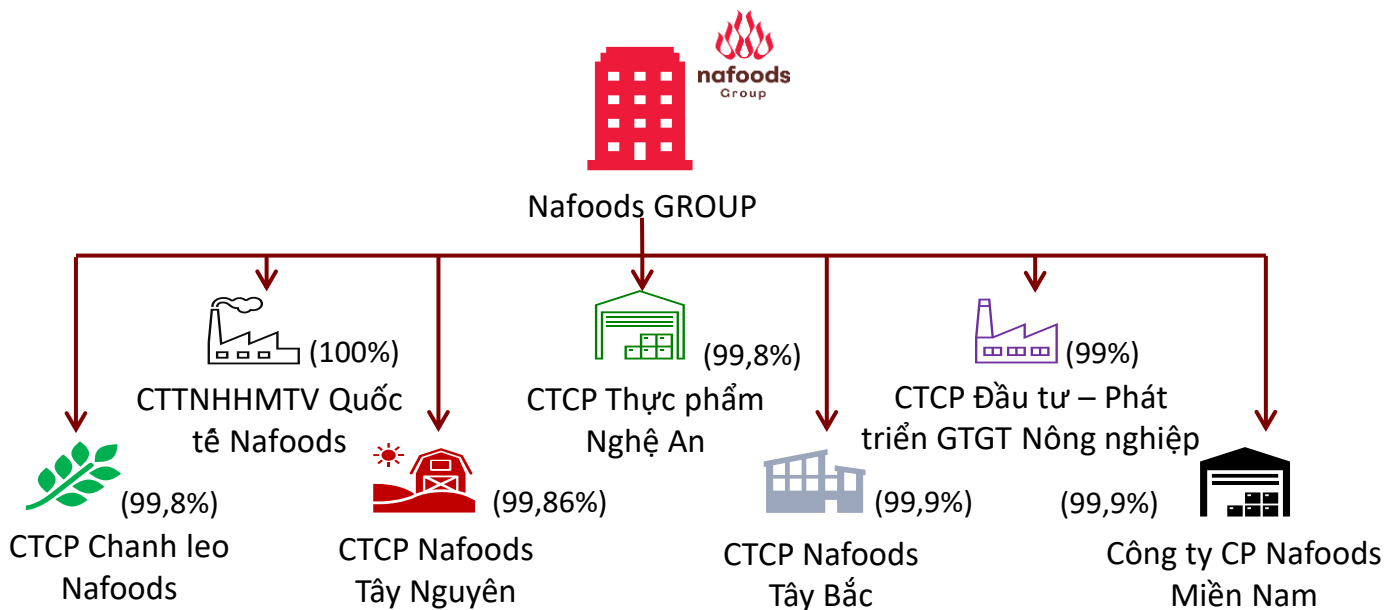 nafoods
Group
Nafoods GROUP
(100%)
CTTNHHMTV Quốc
tế Nafoods
(99,8%)
CTCP Thực phẩm
Nghệ An
(99%)
CTCP Đầu tư – Phát
triển GTGT Nông nghiệp
(99,8%)
CTCP Chanh leo
Nafoods
(99,86%)
CTCP Nafoods
Tây Nguyên
(99,9%)
CTCP Nafoods
Tây Bắc
(99,9%)
Công ty CP Nafoods
Miền Nam